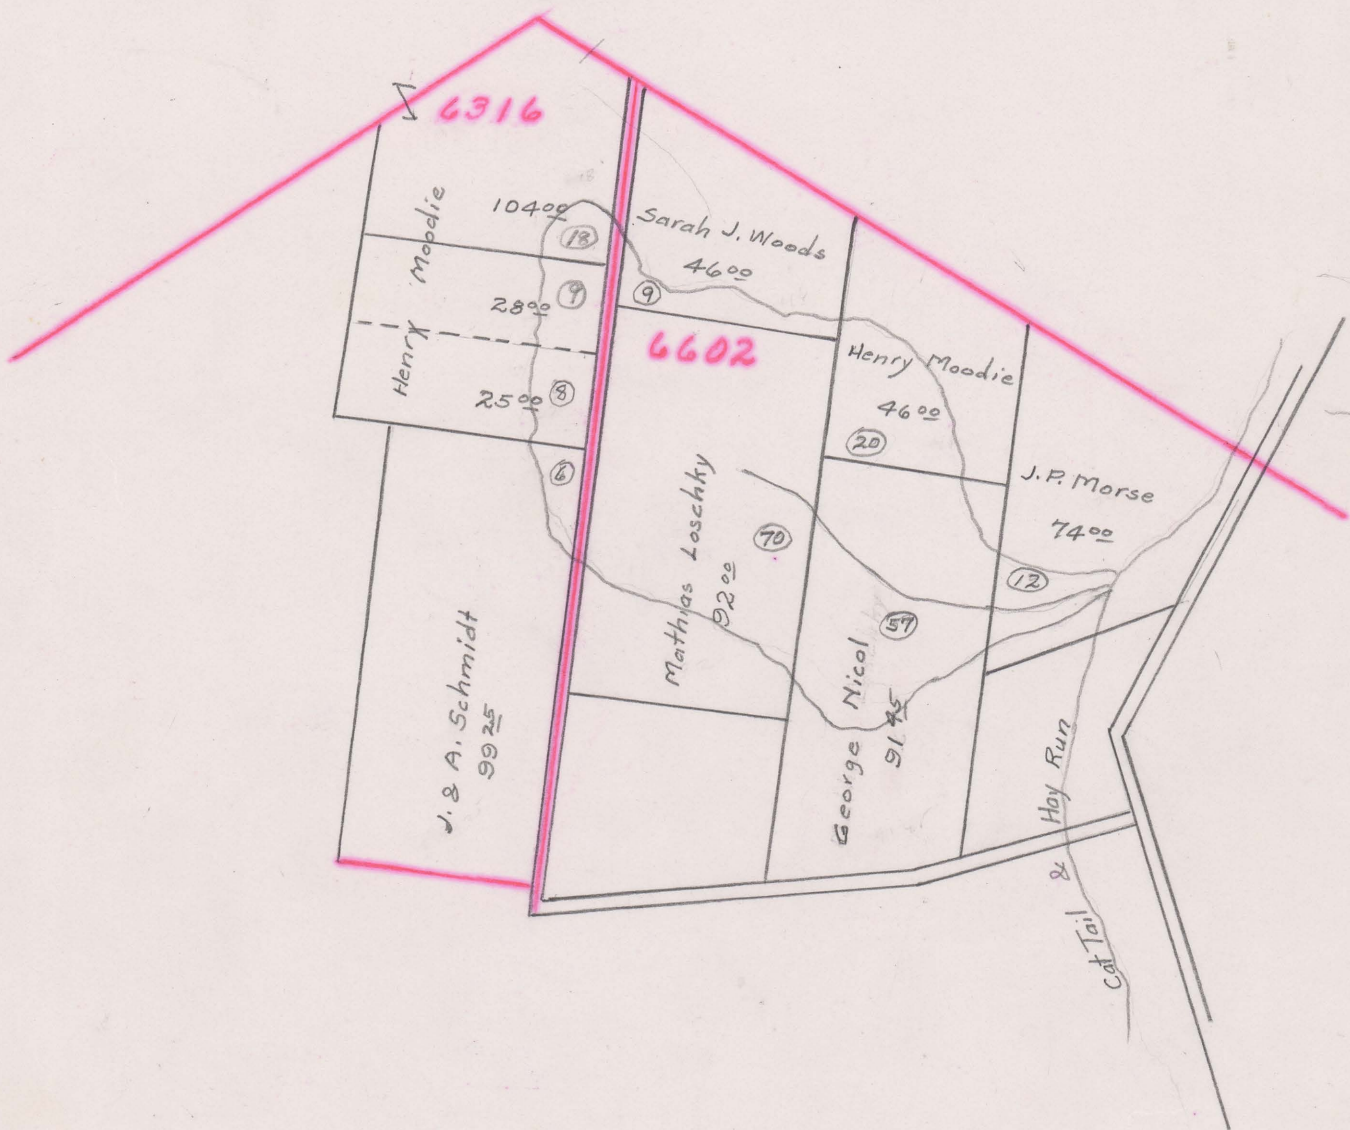 6316
Henry Moodie
104 00
18
28 00
9
25 00
8
6
J. & A. Schmidt
99 25
Sarah J. Woods
46 00
9
6602
Mathias Loschky
92 00
70
Henry Moodie
46 00
20
George Nicol
91 45
57
J.P. Morse
74 00
12
Cat Tail & Hay Run